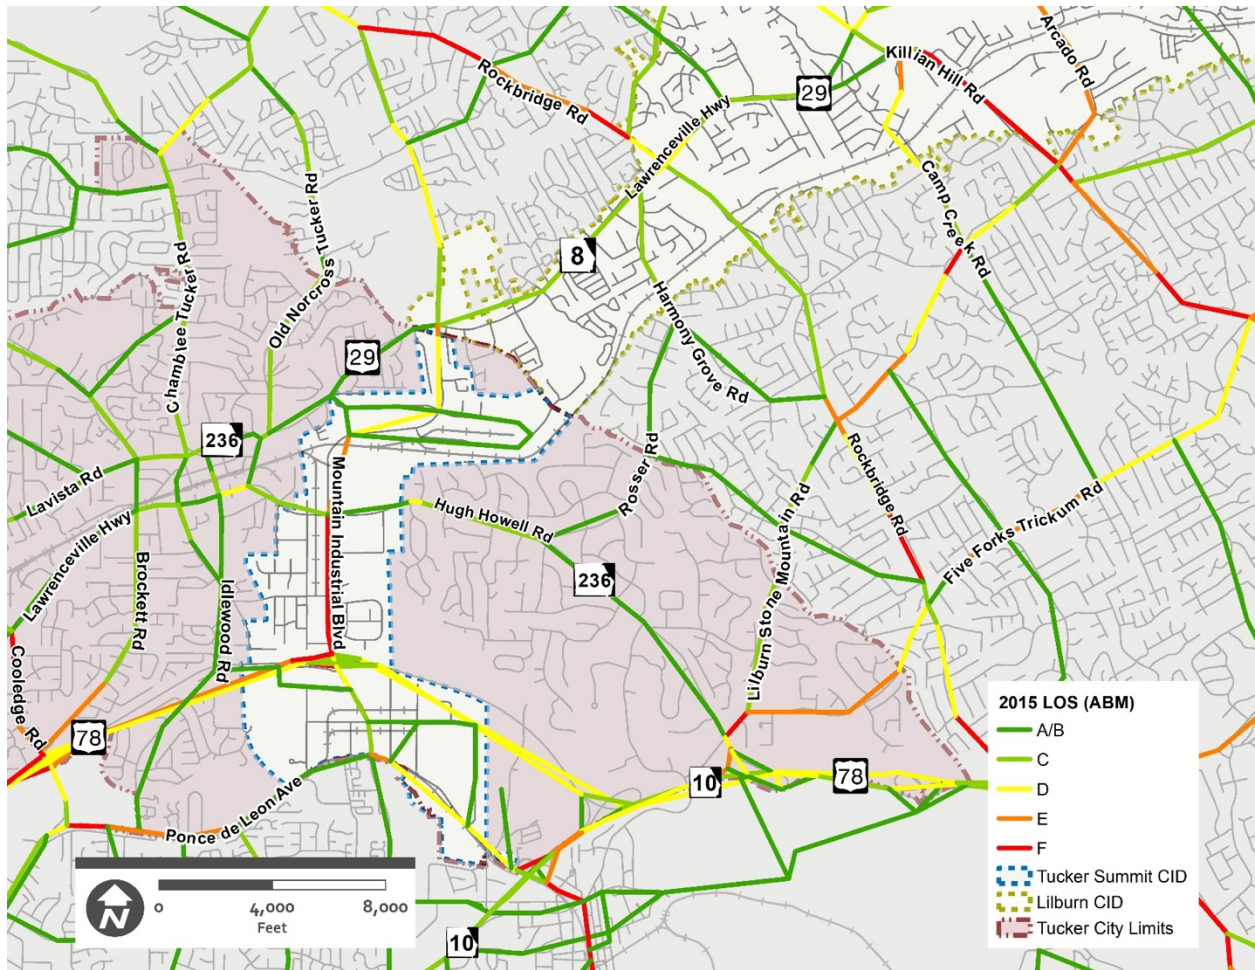 Rockbridge Rd
Lawrenceville Hwy
29
Killian Hill Rd
Arcado Rd
Camp Creek Rd
Old Norcross Tucker Rd
Chamblee Tucker Rd
8
Harmony Grove Rd
29
236
Lavista Rd
Lawrenceville Hwy
Mountain Industrial Blvd
Hugh Howell Rd
Rosser Rd
Rockbridge Rd
Five Forks Trickum Rd
Lilburn Stone Mountain Rd
236
Brockett Rd
Idlewood Rd
Cooledge Rd
78
10
78
Ponce de Leon Ave
10
N
0
4,000
8,000
Feet
2015 LOS (ABM)
A/B
C
D
E
F
Tucker Summit CID
Lilburn CID
Tucker City Limits